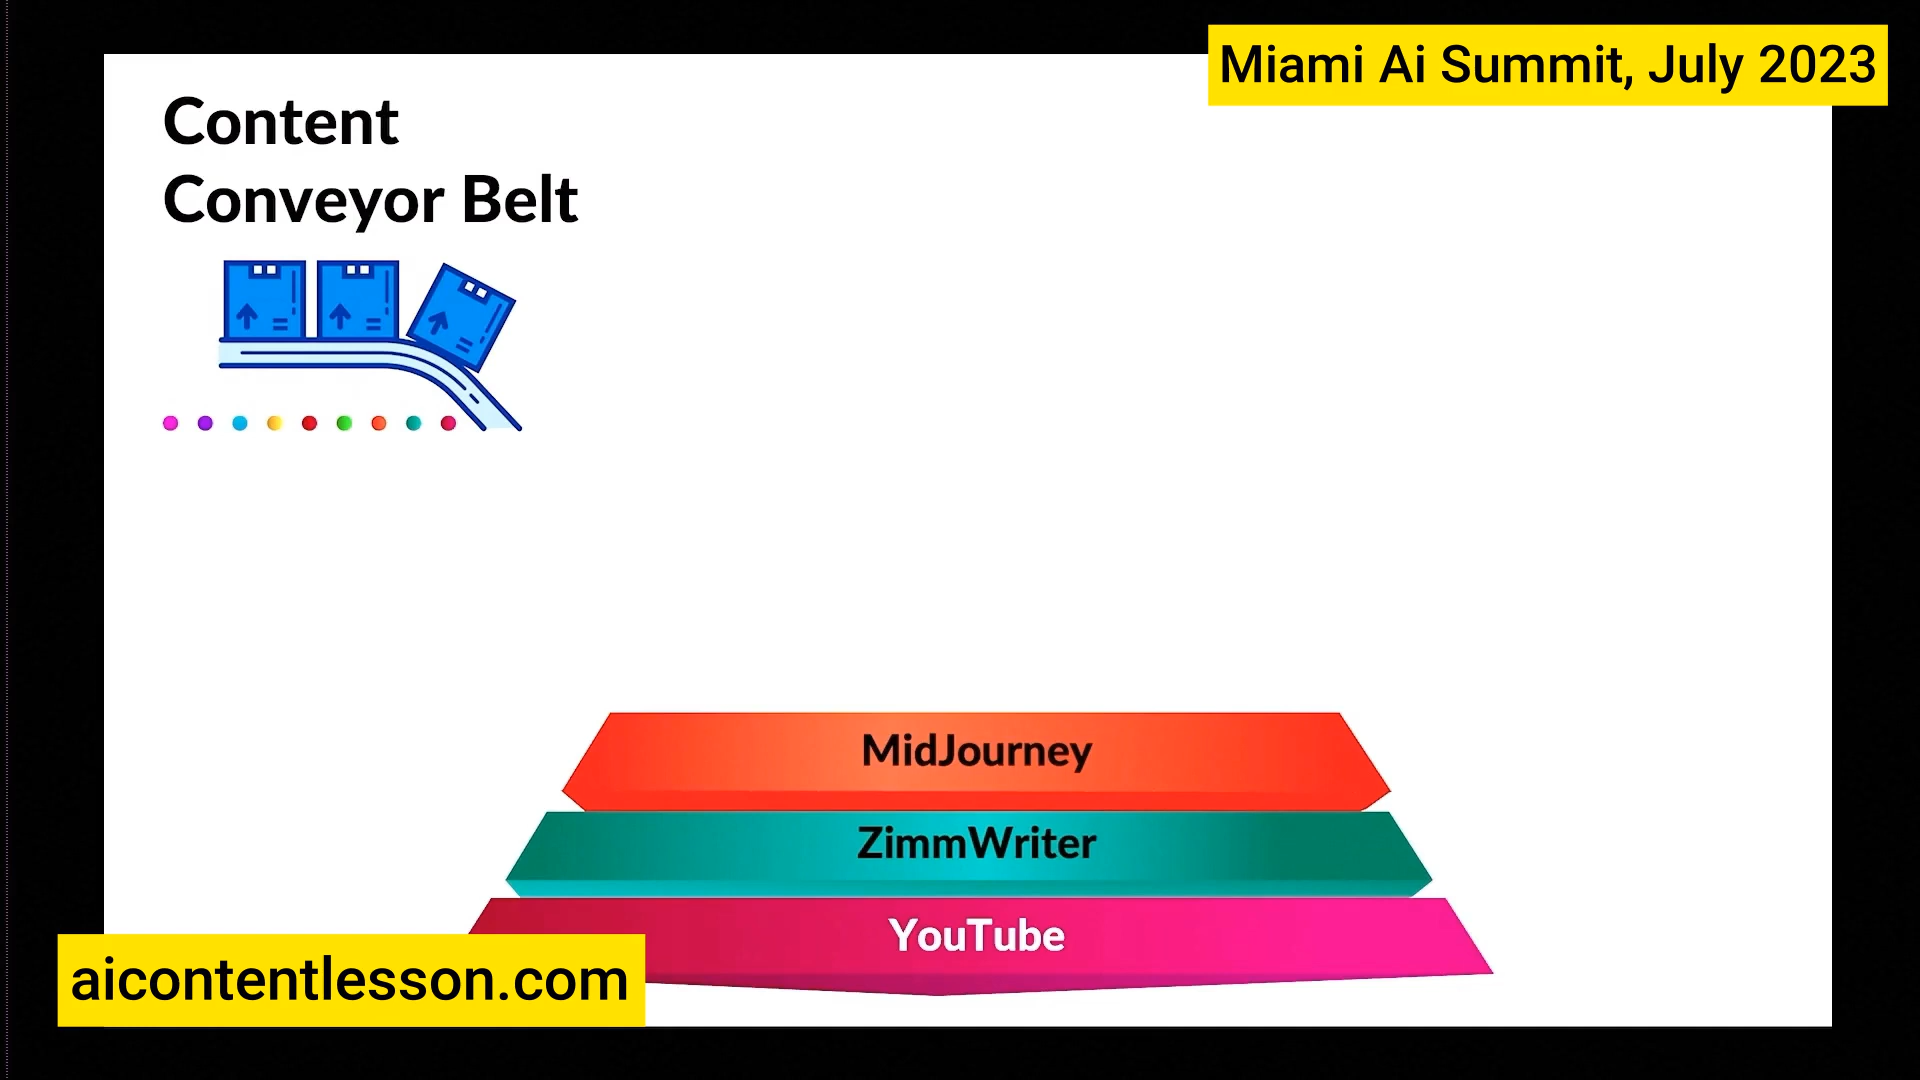 Miami Ai Summit, July 2023
Content
Conveyor Belt
MidJourney
ZimmWriter
YouTube
aicontentlesson.com